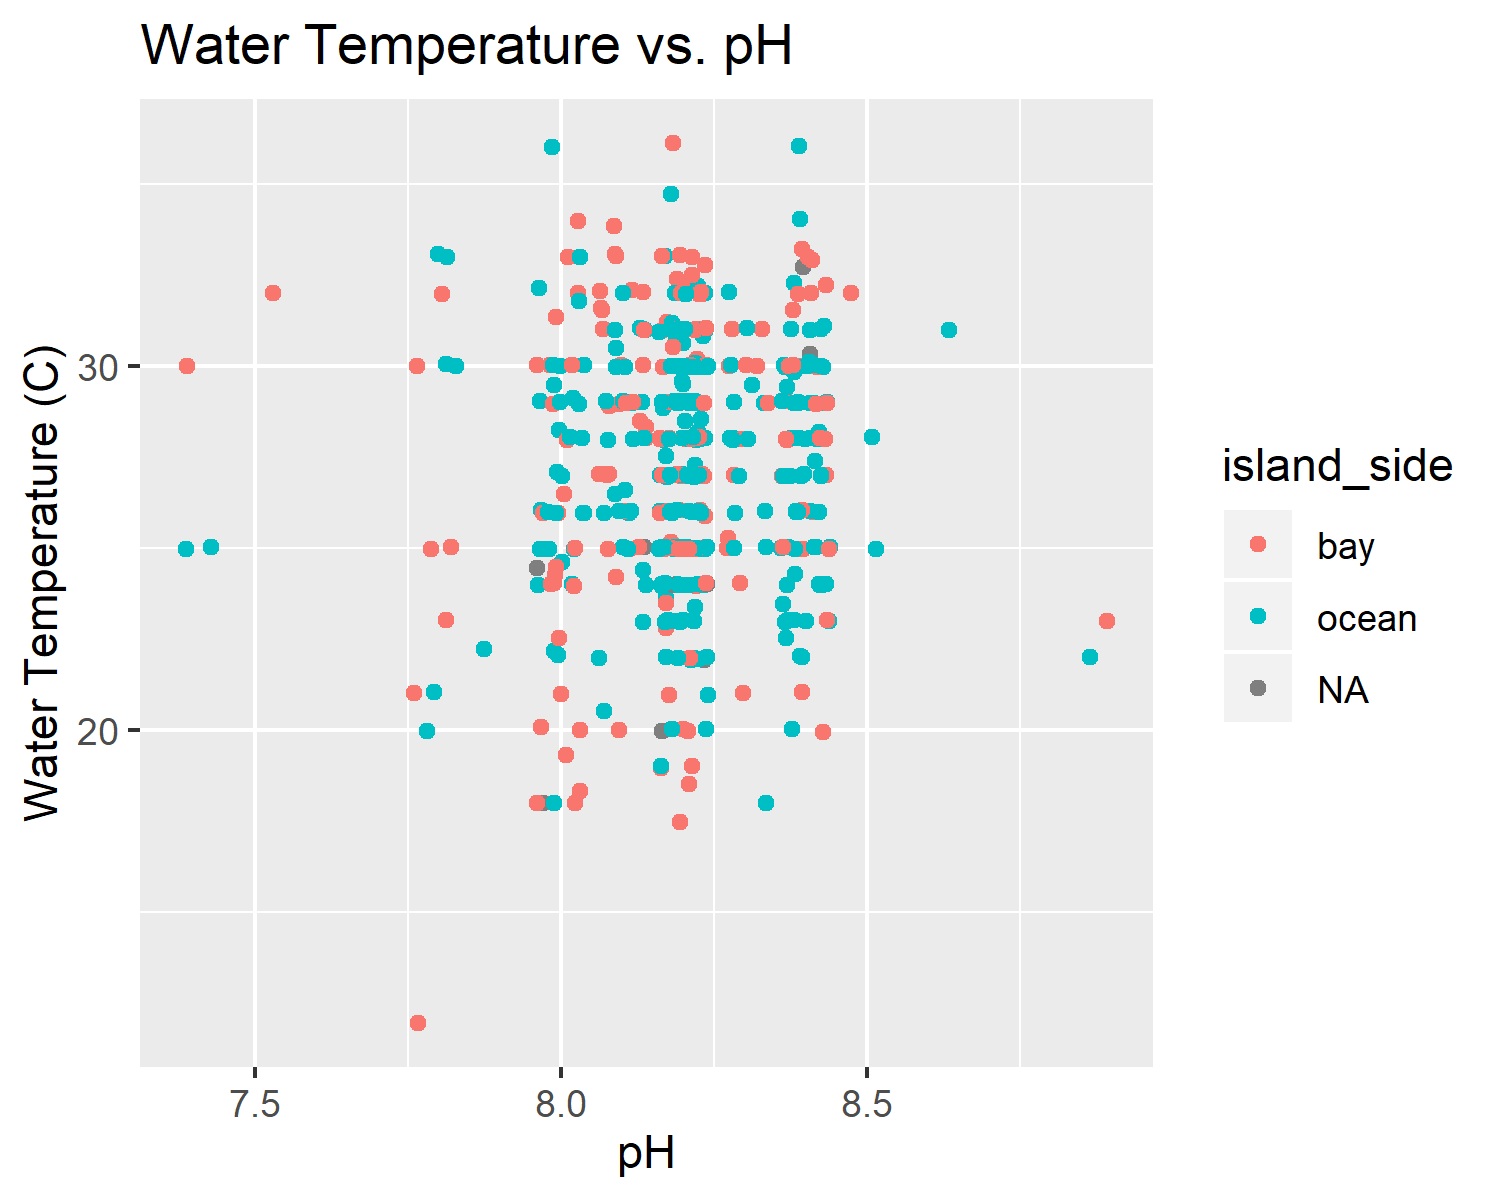 Water Temperature vs. pH
Water Temperature (C)
30
20
7.5
8.0
8.5
pH
island_side
bay
ocean
NA